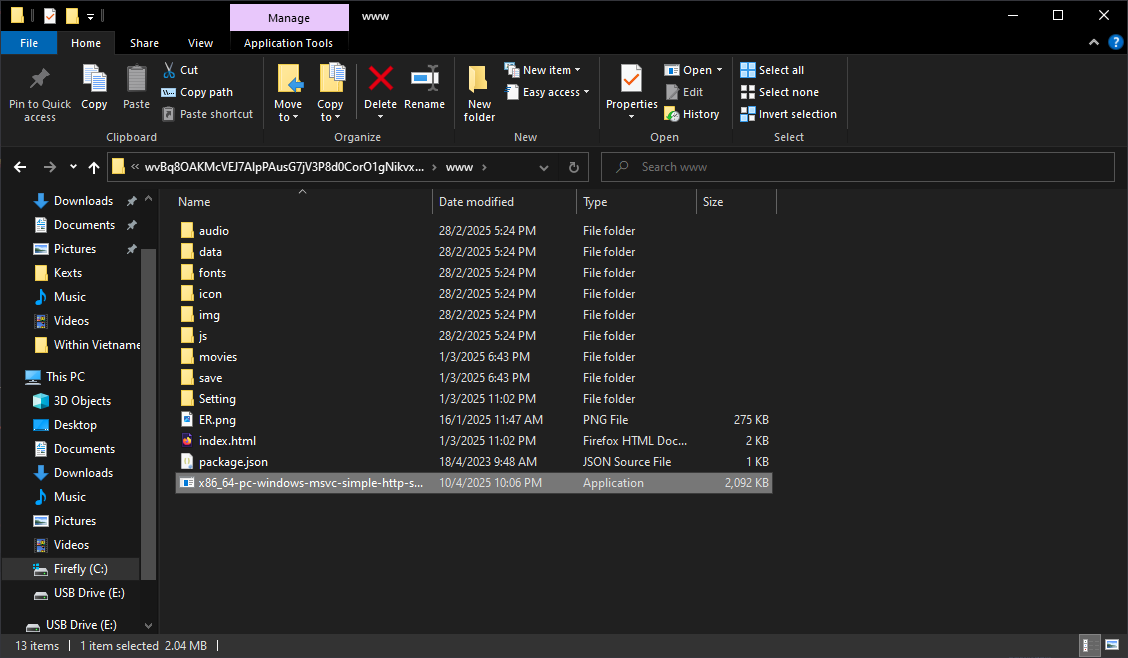 Manage
www
File
Home
Share
View
Application Tools
Pin to Quick access
Copy
Paste
Cut
Copy path
Paste shortcut
Clipboard
Move to
Copy to
Delete
Rename
Organize
New folder
New item
Easy access
New
Properties
Open
Edit
History
Open
Select all
Select none
Invert selection
Select
« wvBq8OAKMcVEJ7AIpPAusG7jV3P8d0CorO1gNikvx... > www >
Search www
Downloads
Documents
Pictures
Kexts
Music
Videos
Within Vietname
This PC
3D Objects
Desktop
Documents
Downloads
Music
Pictures
Videos
Firefly (C:)
USB Drive (E:)
USB Drive (E:)
Name Date modified Type Size
audio 28/2/2025 5:24 PM File folder
data 28/2/2025 5:24 PM File folder
fonts 28/2/2025 5:24 PM File folder
icon 28/2/2025 5:24 PM File folder
img 28/2/2025 5:24 PM File folder
js 28/2/2025 5:24 PM File folder
movies 1/3/2025 6:43 PM File folder
save 1/3/2025 6:43 PM File folder
Setting 1/3/2025 11:02 PM File folder
ER.png 16/1/2025 11:47 AM PNG File 275 KB
index.html 1/3/2025 11:02 PM Firefox HTML Doc... 2 KB
package.json 18/4/2023 9:48 AM JSON Source File 1 KB
x86_64-pc-windows-msvc-simple-http-s... 10/4/2025 10:06 PM Application 2,092 KB
13 items 1 item selected 2.04 MB